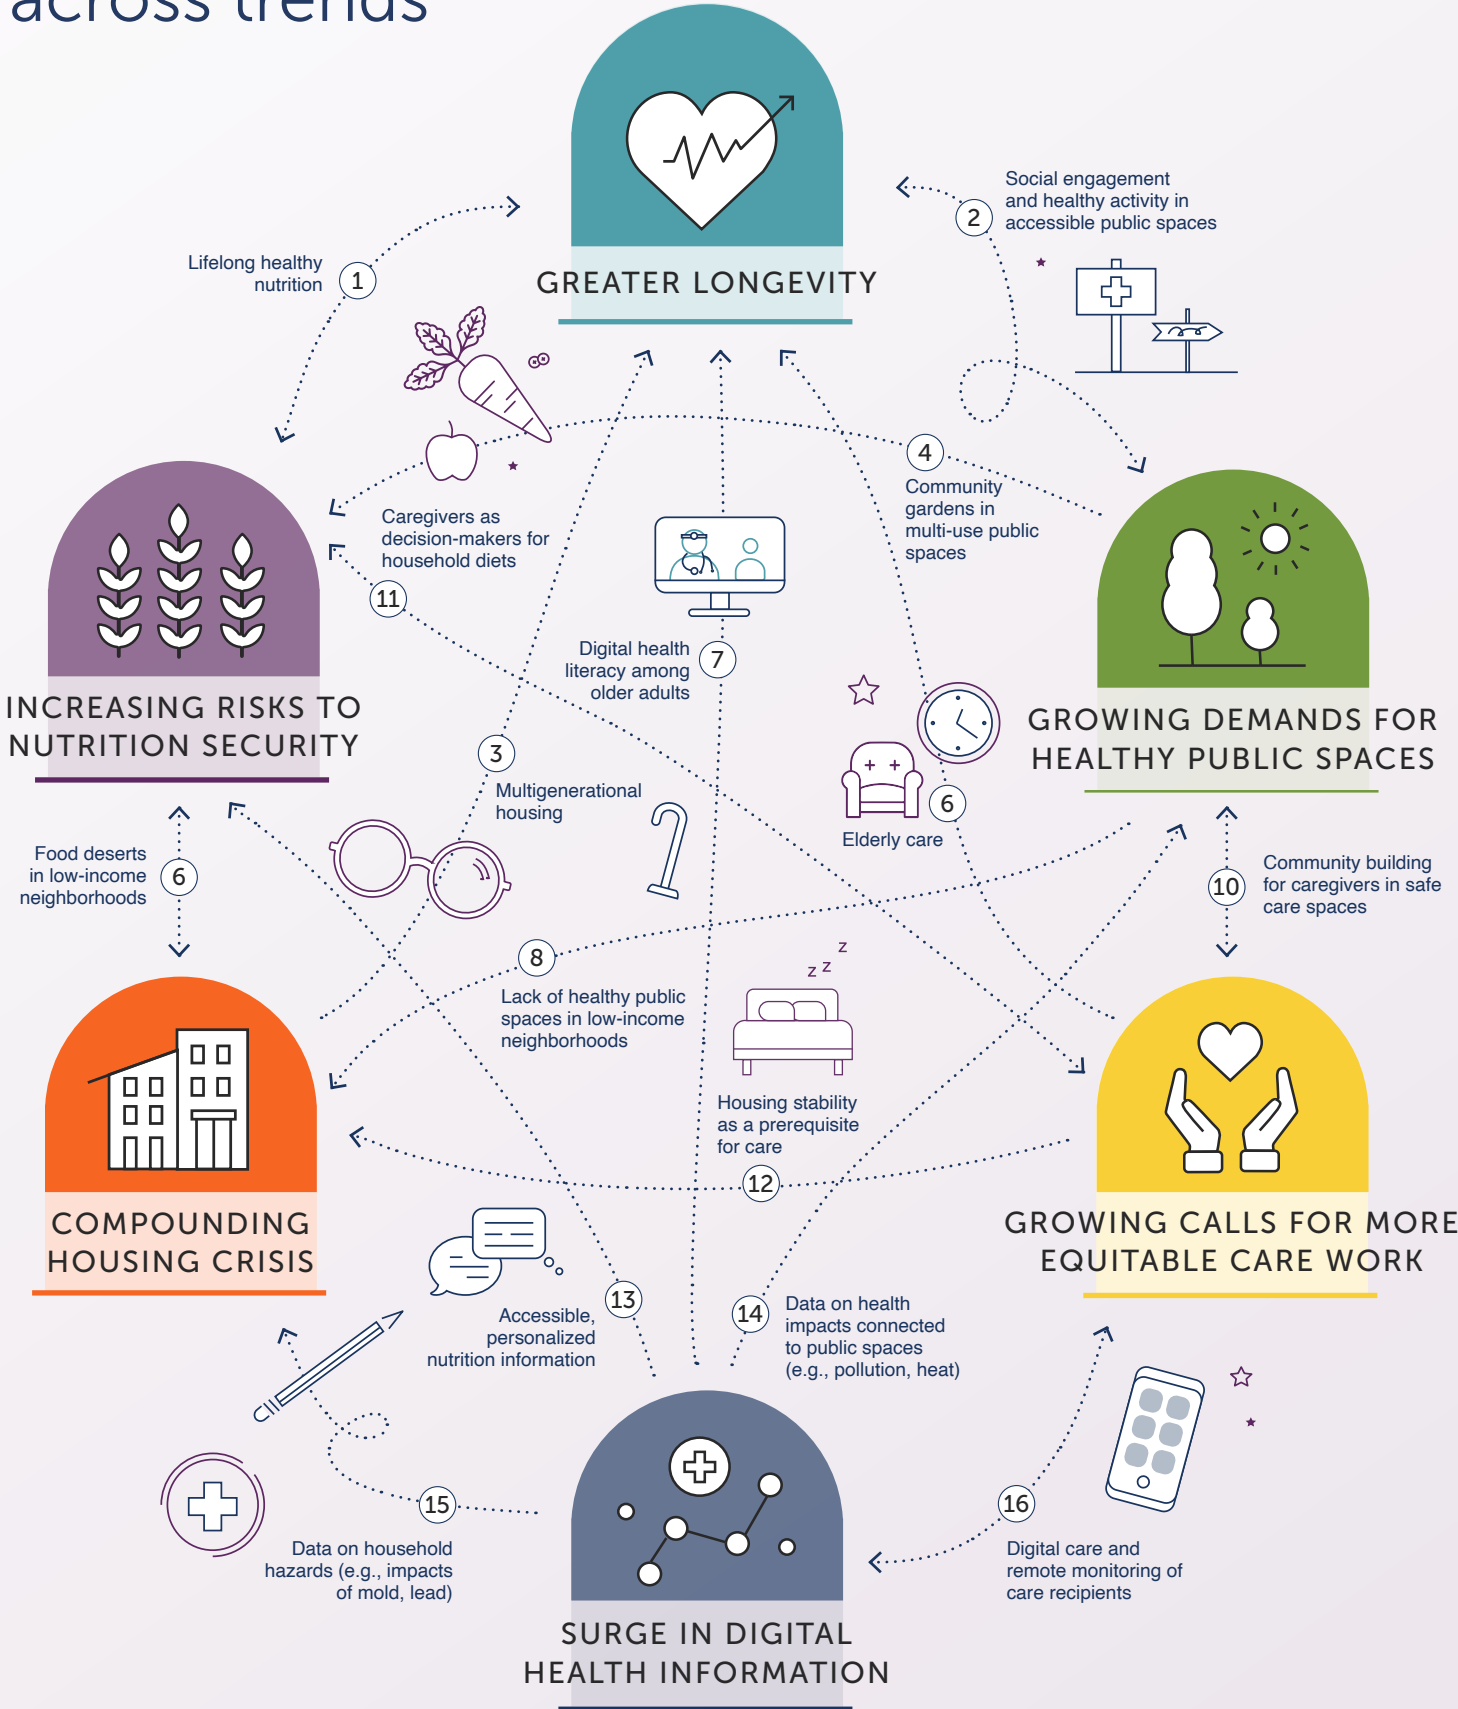 across trends
GREATER LONGEVITY
Social engagement
and healthy activity in
accessible public spaces
2
Lifelong healthy
nutrition
1
4
Community
gardens in
multi-use public
spaces
Caregivers as
decision-makers for
household diets
11
Digital health
literacy among
older adults
7
INCREASING RISKS TO
NUTRITION SECURITY
GROWING DEMANDS FOR
HEALTHY PUBLIC SPACES
3
Multigenerational
housing
6
Elderly care
Food deserts
in low-income
neighborhoods
6
10
Community building
for caregivers in safe
care spaces
8
Lack of healthy public
spaces in low-income
neighborhoods
z
z z
Housing stability
as a prerequisite
for care
12
COMPOUNDING
HOUSING CRISIS
GROWING CALLS FOR MORE
EQUITABLE CARE WORK
13
Accessible,
personalized
nutrition information
14
Data on health
impacts connected
to public spaces
(e.g., pollution, heat)
15
Data on household
hazards (e.g., impacts
of mold, lead)
16
Digital care and
remote monitoring of
care recipients
SURGE IN DIGITAL
HEALTH INFORMATION